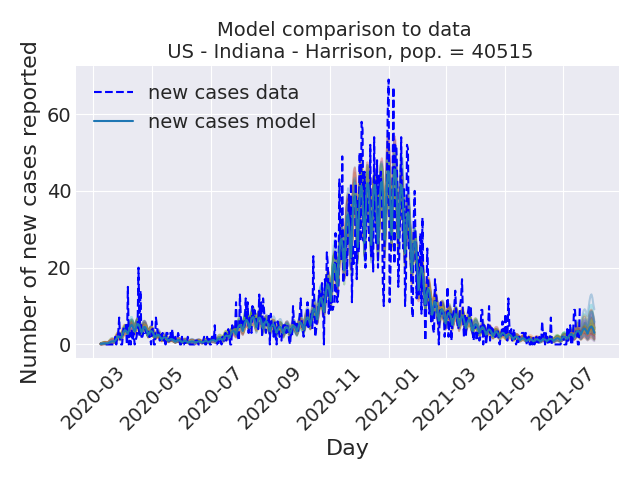 Model comparison to data
US - Indiana - Harrison, pop. = 40515
Number of new cases reported
new cases data
new cases model
60
40
20
0
2020-03
2020-05
2020-07
2020-09
2020-11
2021-01
2021-03
2021-05
2021-07
Day